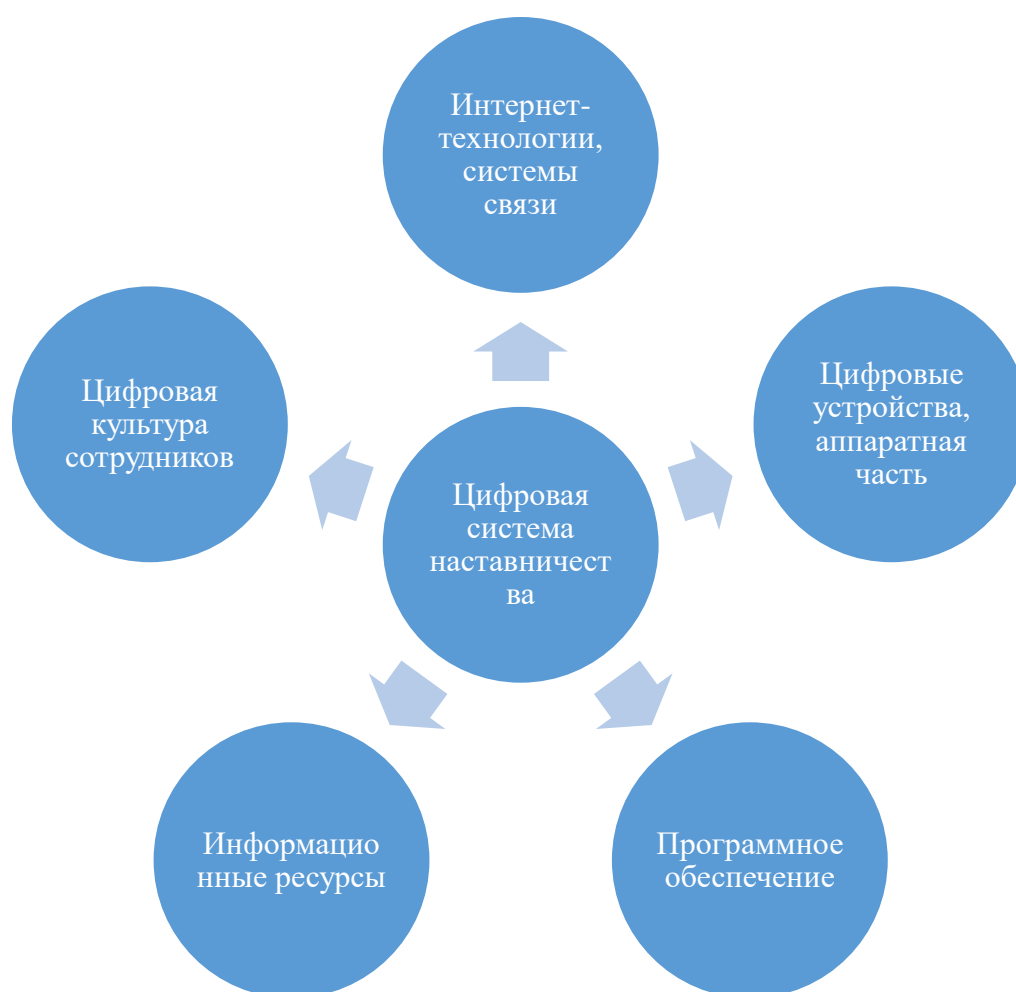 Интернет-
технологии,
системы
связи
Цифровые
устройства,
аппаратная
часть
Цифровая
культура
сотрудников
Цифровая
система
наставничест
ва
Информацио
нные ресурсы
Программное
обеспечение